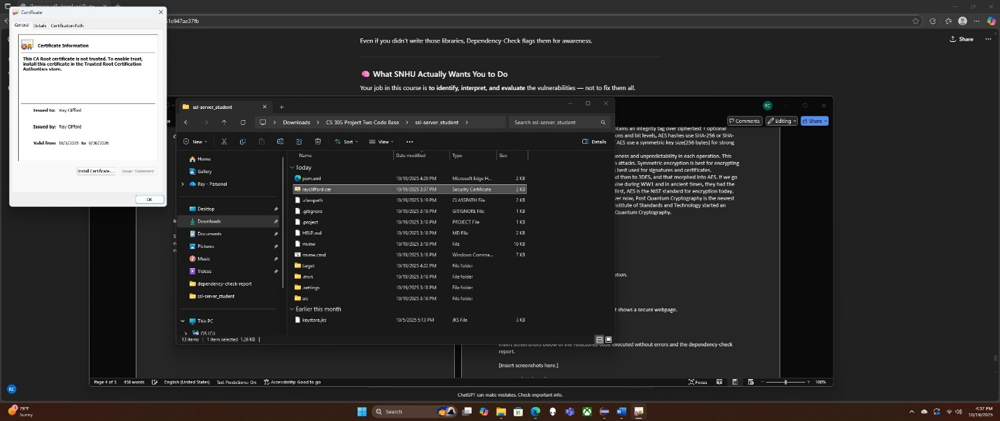 Generate self-signed certificate
Certificate
General Details Certification Path
Certificate Information
This CA Root certificate is not trusted. To enable trust,
install this certificate in the Trusted Root Certification
Authorities store.
Issued to: Ray Clifford
Issued by: Ray Clifford
Valid from 10/5/2025 to 9/30/2026
Install Certificate... Issuer Statement
OK
51e947ae37fb
Share
Even if you didn't write those libraries, Dependency-Check flags them for awareness.
What SNHU Actually Wants You to Do
Your job in this course is to identify, interpret, and evaluate the vulnerabilities — not to fix them all.
ssl-server_student
Downloads > CS 305 Project Two Code Base > ssl-server_student >
Search ssl-server_student
New Sort View ... Details
Home
Gallery
Ray - Personal
Desktop
Downloads
Documents
Pictures
Music
Videos
dependency-check-report
ssl-server_student
This PC
OS (C:)
Name Date modified Type Size
Today
pom.xml 10/19/2025 4:20 PM Microsoft Edge H... 2 KB
rayclifford.cer 10/19/2025 3:37 PM Security Certificate 2 KB
.classpath 10/19/2025 3:19 PM CLASSPATH File 2 KB
.gitignore 10/19/2025 3:18 PM GITIGNORE File 1 KB
.project 10/19/2025 3:18 PM PROJECT File 1 KB
HELP.md 10/19/2025 3:18 PM MD File 2 KB
mvnw 10/19/2025 3:18 PM File 10 KB
mvnw.cmd 10/19/2025 3:18 PM Windows Comma... 7 KB
target 10/19/2025 4:22 PM File folder
.mvn 10/19/2025 3:18 PM File folder
.settings 10/19/2025 3:18 PM File folder
src 10/19/2025 3:18 PM File folder
Earlier this month
keystore.jks 10/5/2025 5:13 PM JKS File 3 KB
13 items 1 item selected 1.26 KB
RC
Comments Editing Share
ntains an integrity tag over ciphertext + optional
ons and bit levels, AES hashes use SHA-256 or SHA-
AES use a symmetric key size(256 bytes) for strong
eness and unpredictability in each operation. This
o attacks. Symmetric encryption is best for encrypting
s best used for signatures and certificates.
d then to 3DES, and that morphed into AES. If we go
ine during WW1 and in ancient times, they had the
first, AES is the NIST standard for encryption today.
ver now, Post Quantum Cryptography is the newest
nstitute of Standards and Technology started an
Quantum Cryptography.
ation.
t shows a secure webpage.
Insert screenshots below of the refactored code executed without errors and the dependency-check
report.
[Insert screenshots here.]
Page 4 of 5 458 words English (United States) Text Predictions: On Accessibility: Good to go
Focus 100%
ChatGPT can make mistakes. Check important info.
RC
79°F
Sunny
Search
4:37 PM
10/19/2025